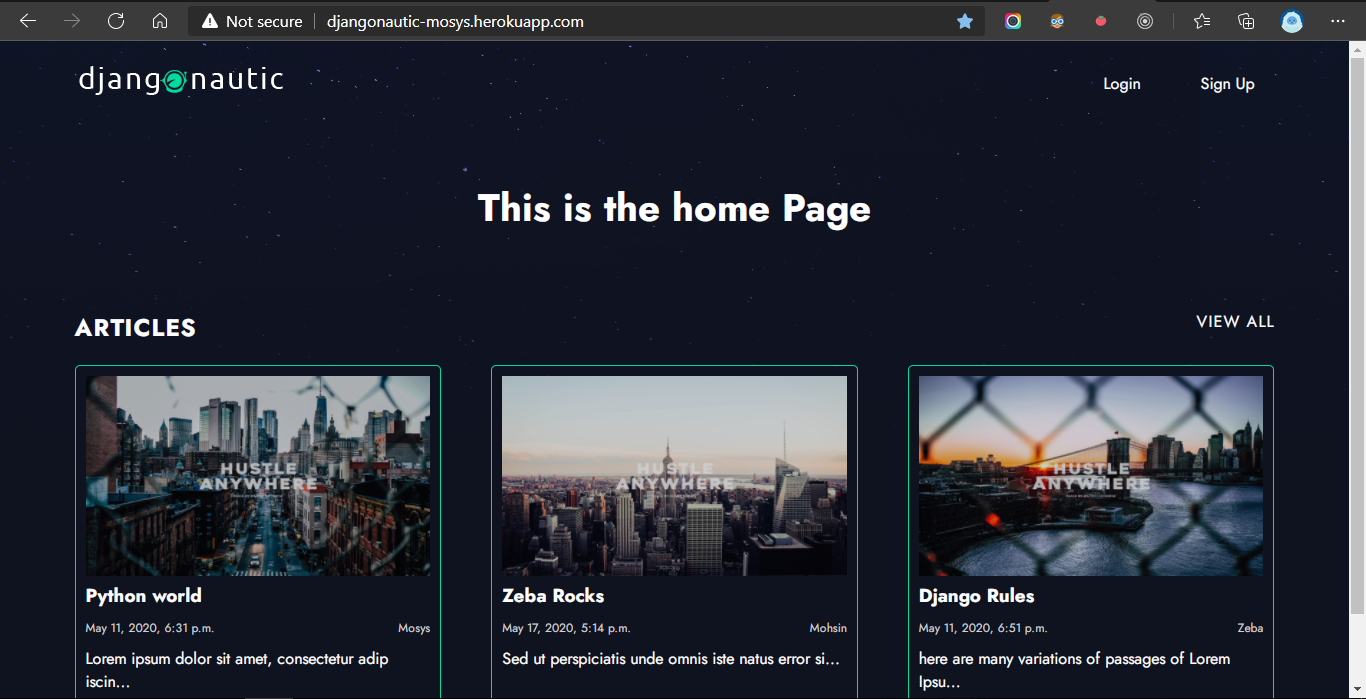 Not secure djangonautic-mosys.herokuapp.com
djangonautic
Login Sign Up
This is the home Page
ARTICLES
VIEW ALL
HUSTLE
ANYWHERE
HUSTLE
ANYWHERE
HUSTLE
ANYWHERE
Python world
May 11, 2020, 6:31 p.m. Mosys
Lorem ipsum dolor sit amet, consectetur adip
iscin...
Zeba Rocks
May 17, 2020, 5:14 p.m. Mohsin
Sed ut perspiciatis unde omnis iste natus error si...
Django Rules
May 11, 2020, 6:51 p.m. Zeba
here are many variations of passages of Lorem
Ipsu...